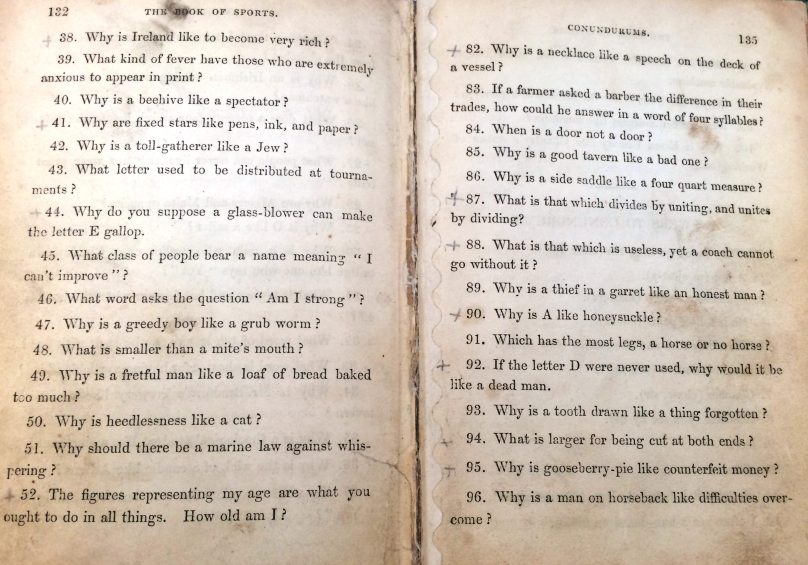 132 THE BOOK OF SPORTS.
38. Why is Ireland like to become very rich?
39. What kind of fever have those who are extremely
anxious to appear in print?
40. Why is a beehive like a spectator?
41. Why are fixed stars like pens, ink, and paper?
42. Why is a toll-gatherer like a Jew?
43. What letter used to be distributed at tourna-
ments?
44. Why do you suppose a glass-blower can make
the letter E gallop.
45. What class of people bear a name meaning "I
can't improve"?
46. What word asks the question "Am I strong"?
47. Why is a greedy boy like a grub worm?
48. What is smaller than a mite's mouth?
49. Why is a fretful man like a loaf of bread baked
too much?
50. Why is heedlessness like a cat?
51. Why should there be a marine law against whis-
pering?
52. The figures representing my age are what you
ought to do in all things. How old am I?
CONUNDURUMS. 135
82. Why is a necklace like a speech on the deck of
a vessel?
83. If a farmer asked a barber the difference in their
trades, how could he answer in a word of four syllables?
84. When is a door not a door?
85. Why is a good tavern like a bad one?
86. Why is a side saddle like a four quart measure?
87. What is that which divides by uniting, and unites
by dividing?
88. What is that which is useless, yet a coach cannot
go without it?
89. Why is a thief in a garret like an honest man?
90. Why is A like honeysuckle?
91. Which has the most legs, a horse or no horse?
92. If the letter D were never used, why would it be
like a dead man.
93. Why is a tooth drawn like a thing forgotten?
94. What is larger for being cut at both ends?
95. Why is gooseberry-pie like counterfeit money?
96. Why is a man on horseback like difficulties over-
come?